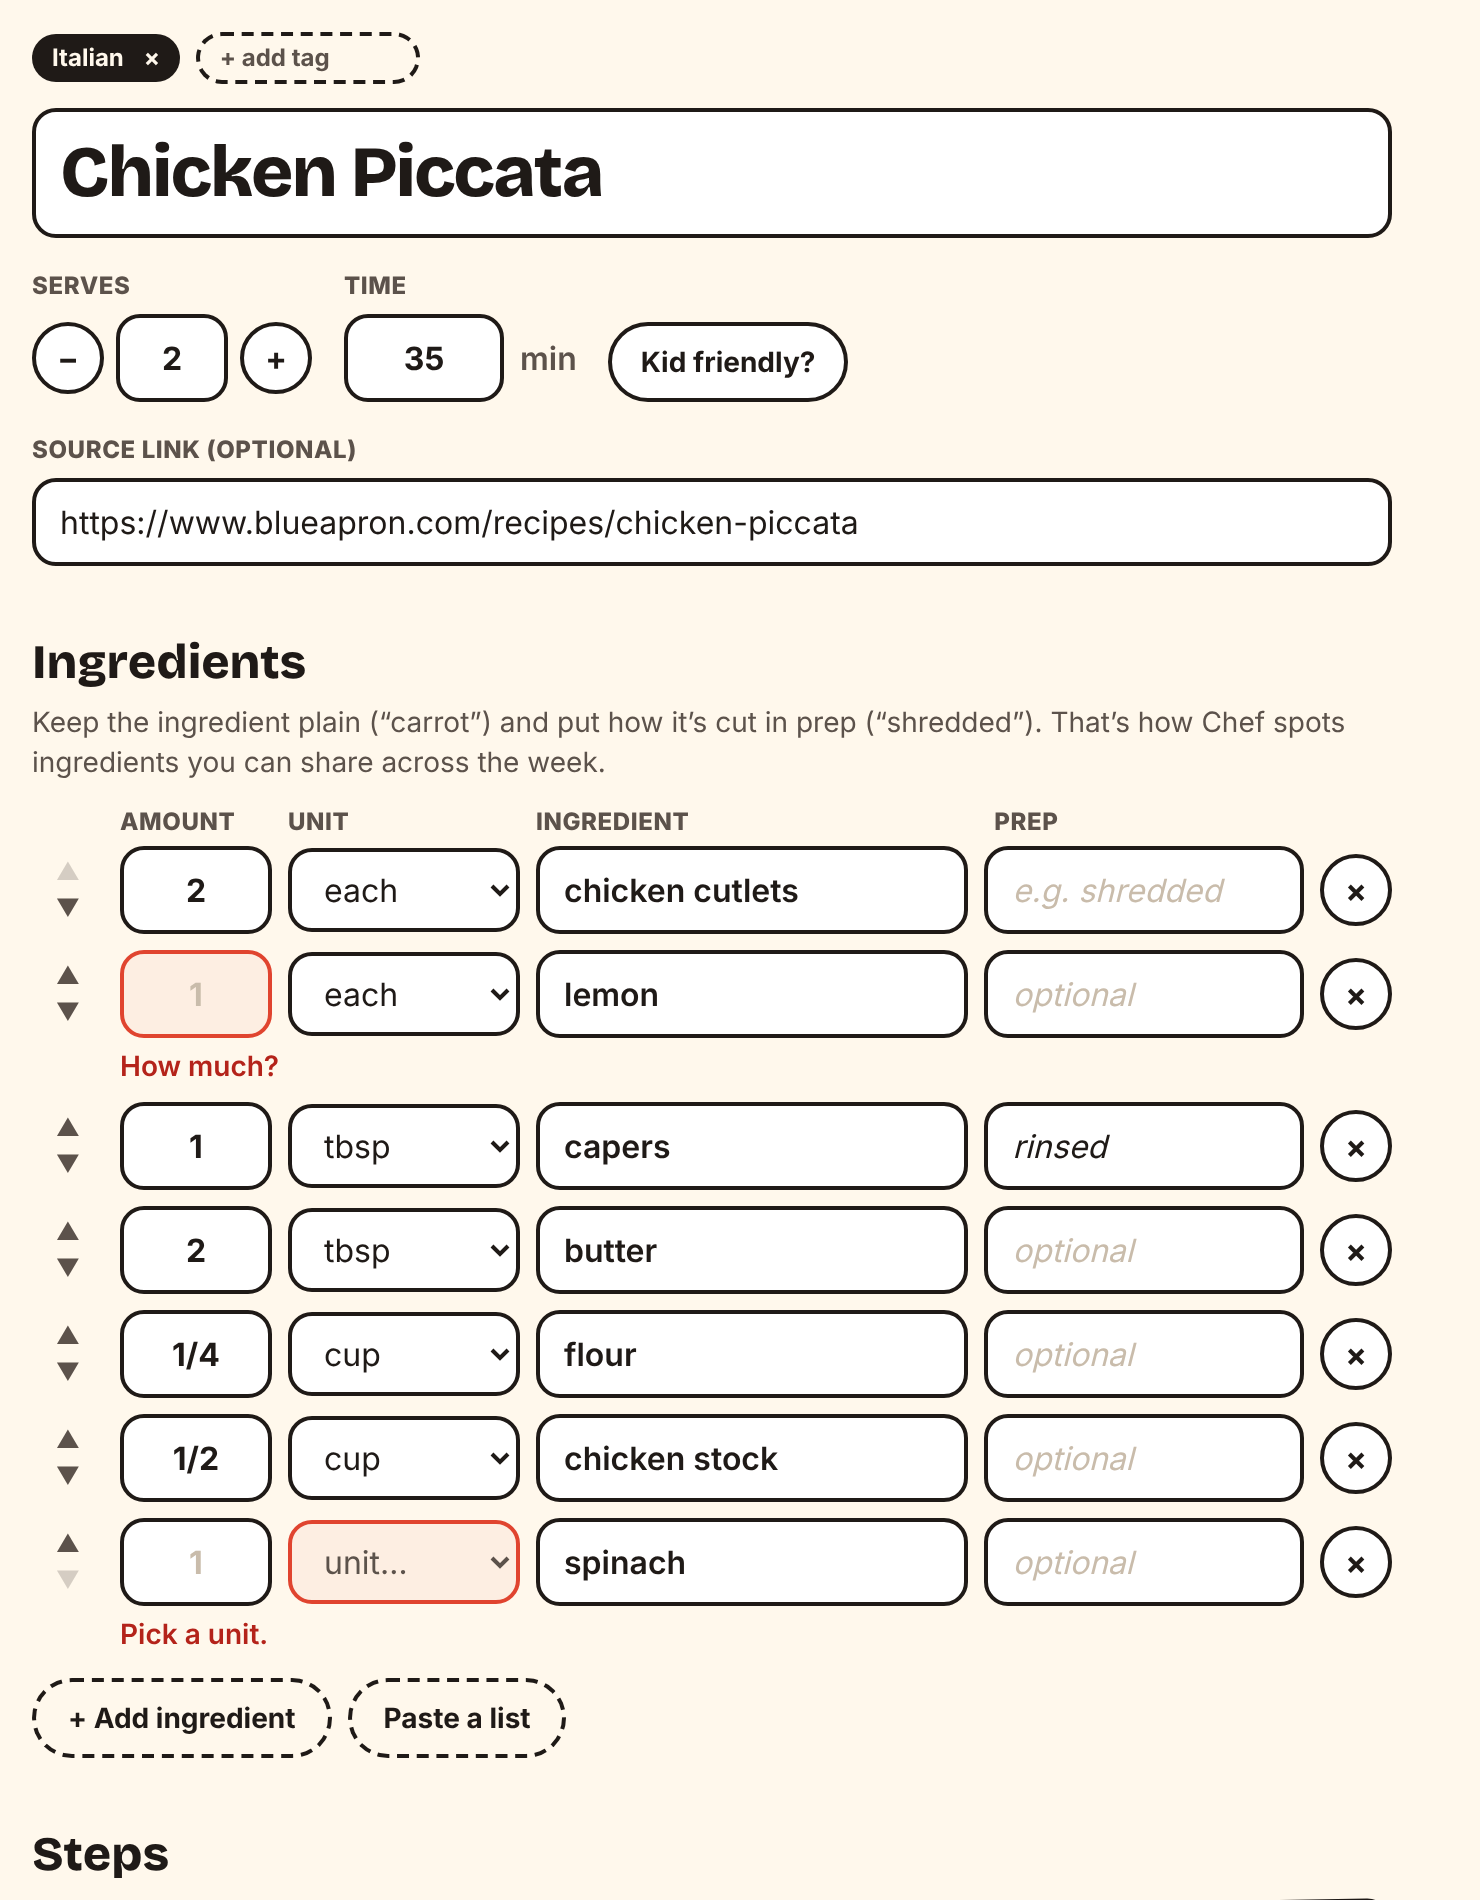 Italian ×
+ add tag
Chicken Piccata
SERVES
TIME
−
2
+
35
min
Kid friendly?
SOURCE LINK (OPTIONAL)
https://www.blueapron.com/recipes/chicken-piccata
Ingredients
Keep the ingredient plain (“carrot”) and put how it’s cut in prep (“shredded”). That’s how Chef spots
ingredients you can share across the week.
AMOUNT UNIT INGREDIENT PREP
2 each chicken cutlets e.g. shredded ×
1 each lemon optional ×
How much?
1 tbsp capers rinsed ×
2 tbsp butter optional ×
1/4 cup flour optional ×
1/2 cup chicken stock optional ×
1 unit... spinach optional ×
Pick a unit.
+ Add ingredient
Paste a list
Steps